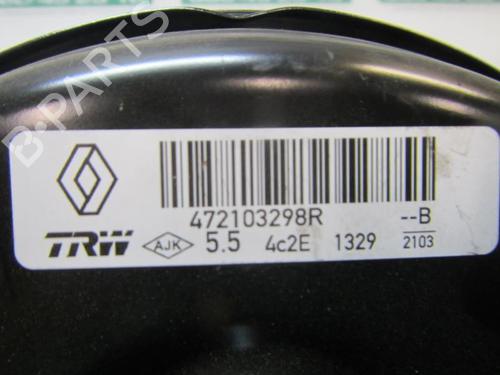 B-PARTS
472103298R
--B
TRW AJK 5.5 4c2E 1329 2103